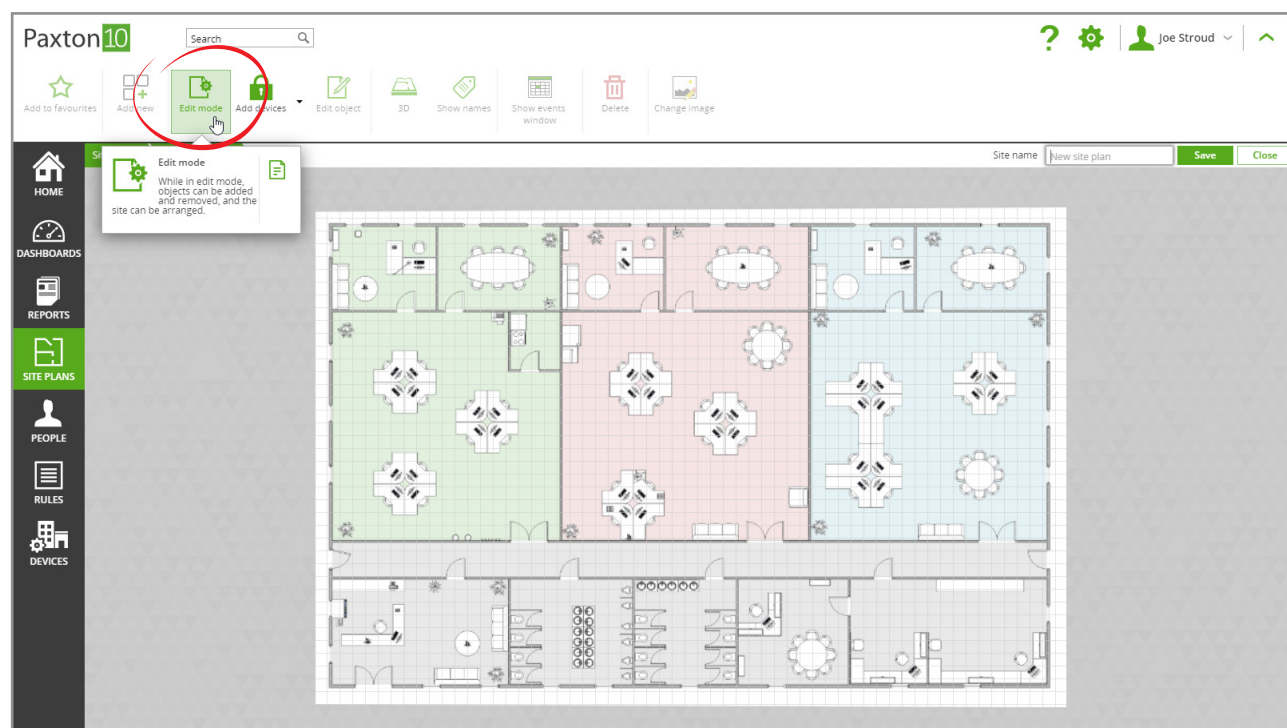 Paxton10
Search
Joe Stroud
Add to favourites
Add new
Edit mode
Add devices
Edit object
3D
Show names
Show events
window
Delete
Change image
Si
Site name
New site plan
Save
Close
Edit mode
While in edit mode,
objects can be added
and removed, and the
site can be arranged.
HOME
DASHBOARDS
REPORTS
SITE PLANS
PEOPLE
RULES
DEVICES